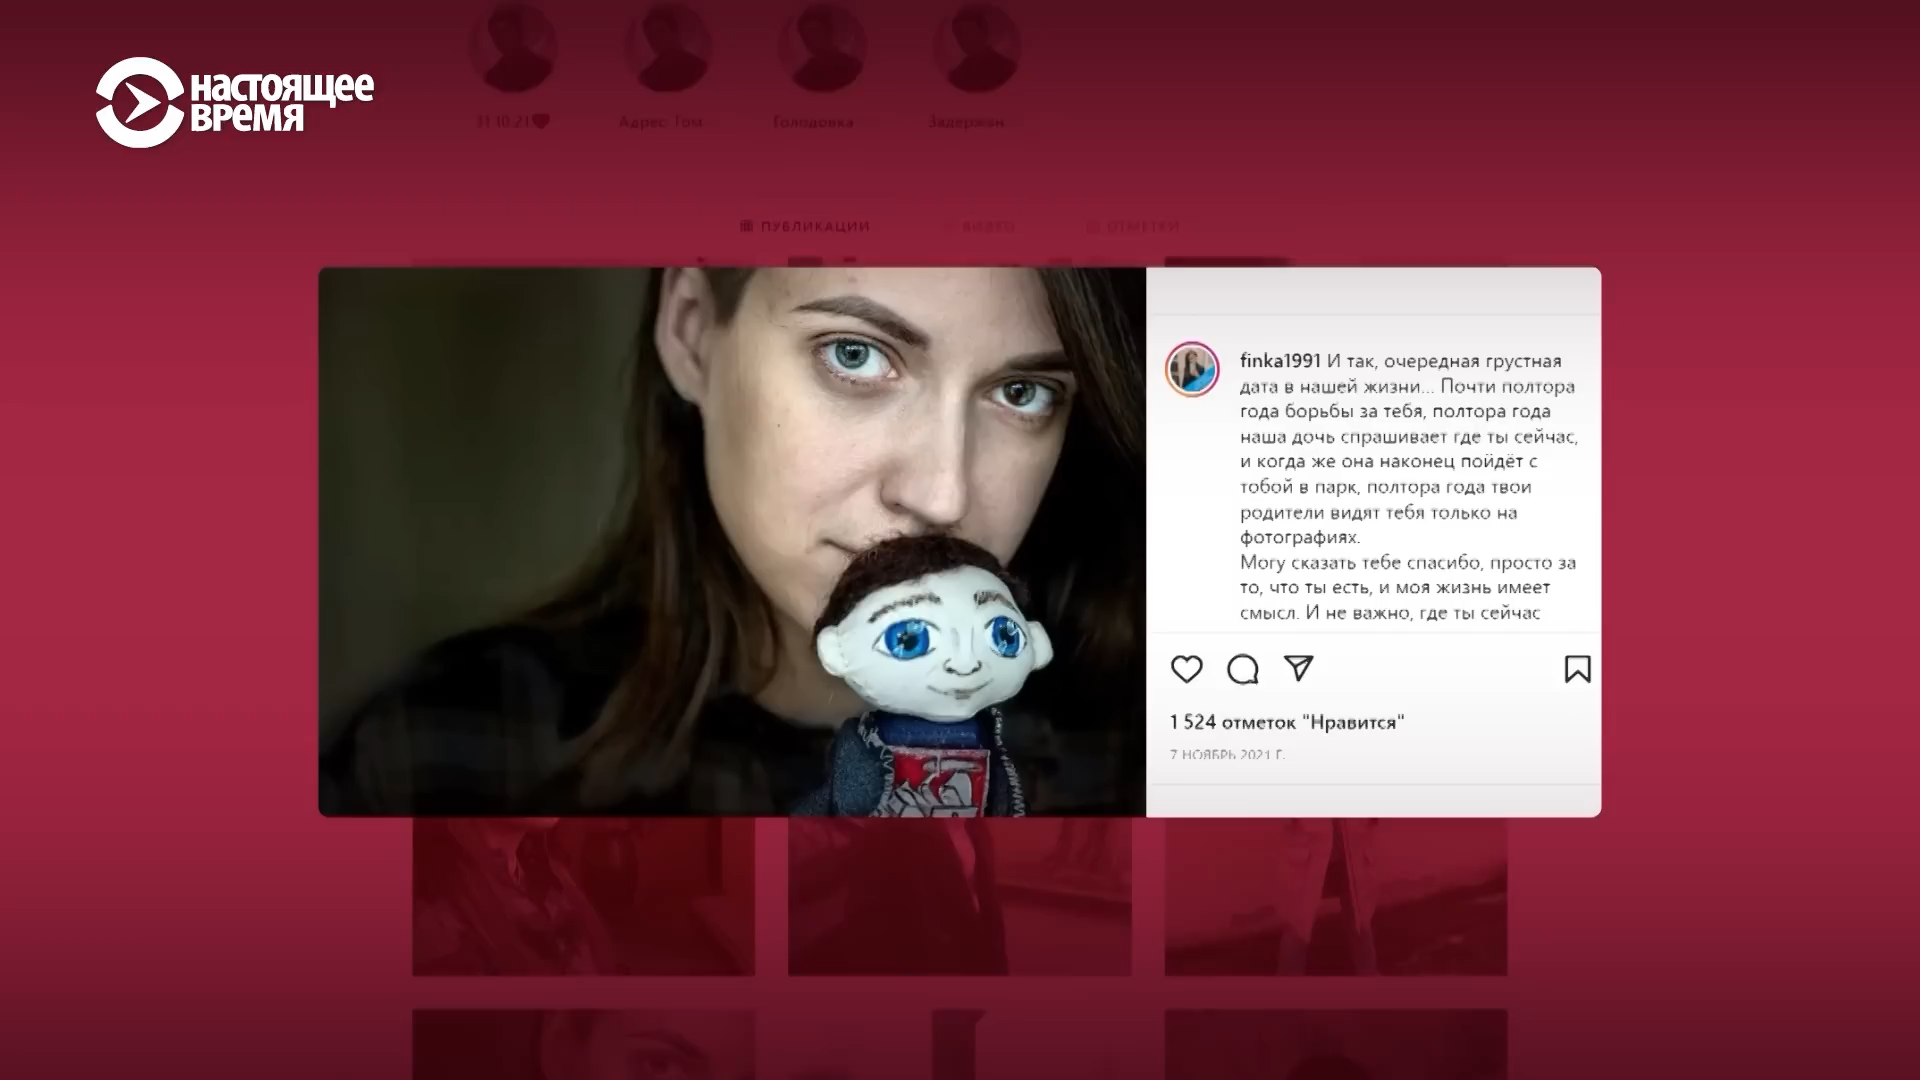 НАСТОЯЩЕЕ
ВРЕМЯ
31.10.21
Адрес. Гом...
Голодовка
Задержан...
ПУБЛИКАЦИИ
ВИДЕО
ОТМЕТКИ
finka1991 И так, очередная грустная
дата в нашей жизни... Почти полтора
года борьбы за тебя, полтора года
наша дочь спрашивает где ты сейчас,
и когда же она наконец пойдёт с
тобой в парк, полтора года твои
родители видят тебя только на
фотографиях.
Могу сказать тебе спасибо, просто за
то, что ты есть, и моя жизнь имеет
смысл. И не важно, где ты сейчас
1 524 отметок "Нравится"
7 НОЯБРЬ 2021 Г.